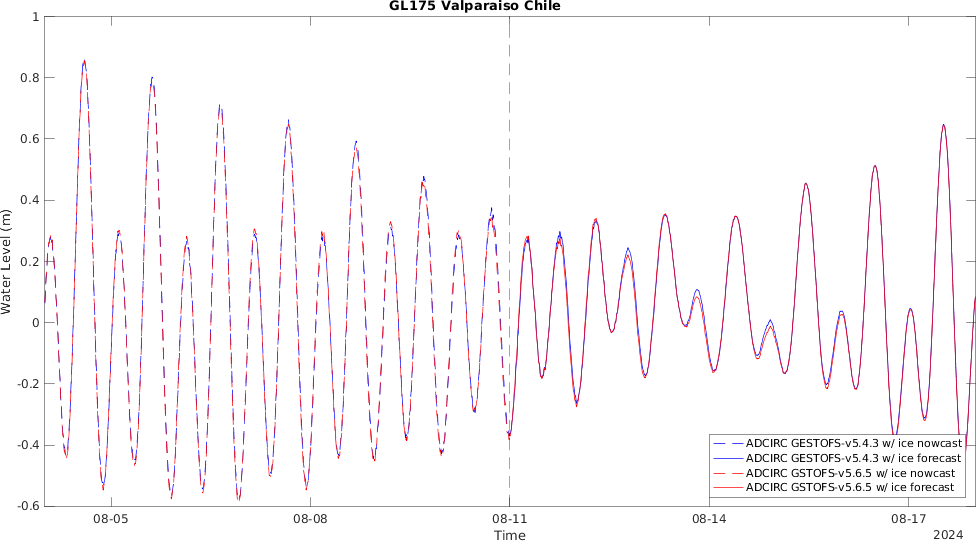 GL175 Valparaiso Chile
1
0.8
0.6
0.4
0.2
0
-0.2
-0.4
-0.6
Water Level (m)
08-05
08-08
08-11
08-14
08-17
Time
2024
ADCIRC GESTOFS-v5.4.3 w/ ice nowcast
ADCIRC GESTOFS-v5.4.3 w/ ice forecast
ADCIRC GSTOFS-v5.6.5 w/ ice nowcast
ADCIRC GSTOFS-v5.6.5 w/ ice forecast